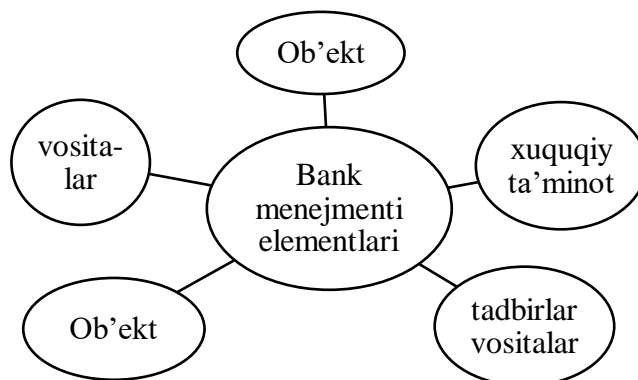 Ob’ekt
vosita-
lar
Bank
menejmenti
elementlari
xuquqiy
ta’minot
Ob’ekt
tadbirlar
vositalar